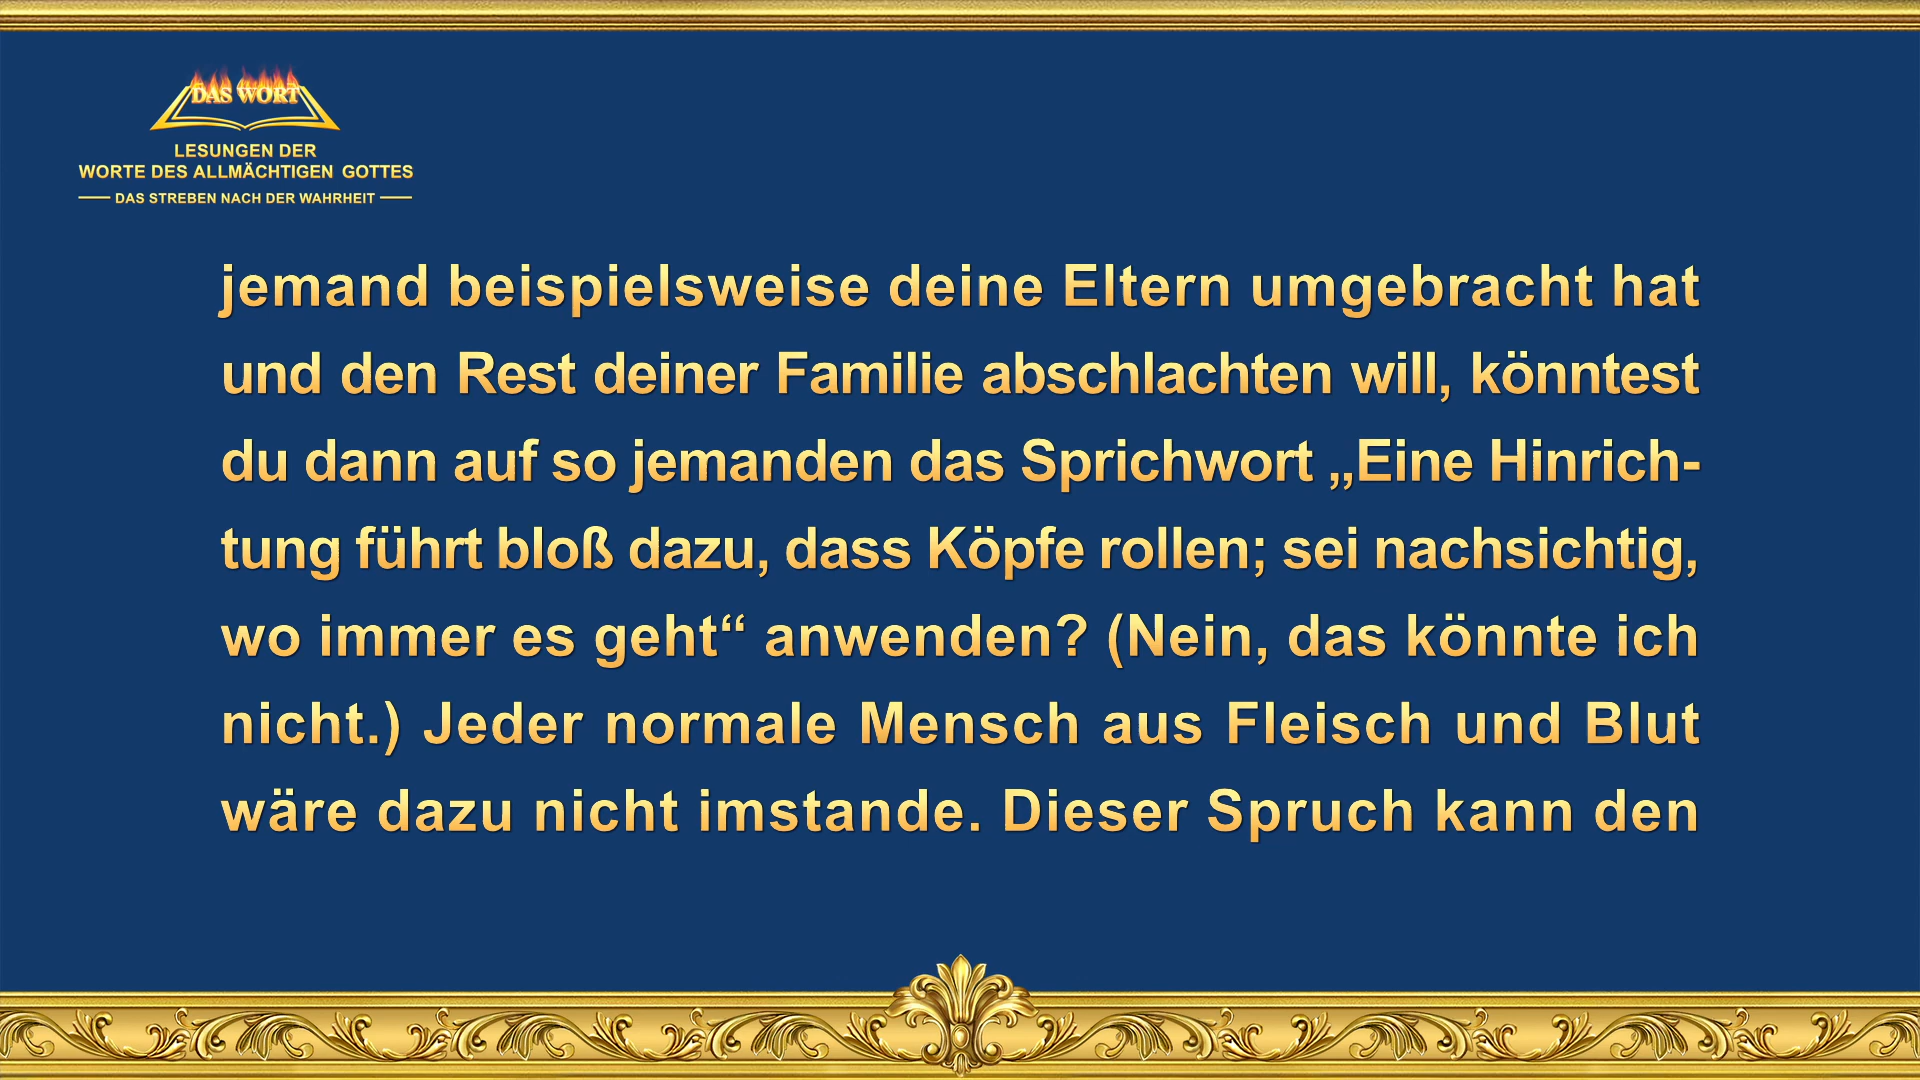 DAS WORT
LESUNGEN DER
WORTE DES ALLMÄCHTIGEN GOTTES
DAS STREBEN NACH DER WAHRHEIT
jemand beispielsweise deine Eltern umgebracht hat
und den Rest deiner Familie abschlachten will, könntest
du dann auf so jemanden das Sprichwort „Eine Hinrich-
tung führt bloß dazu, dass Köpfe rollen; sei nachsichtig,
wo immer es geht“ anwenden? (Nein, das könnte ich
nicht.) Jeder normale Mensch aus Fleisch und Blut
wäre dazu nicht imstande. Dieser Spruch kann den